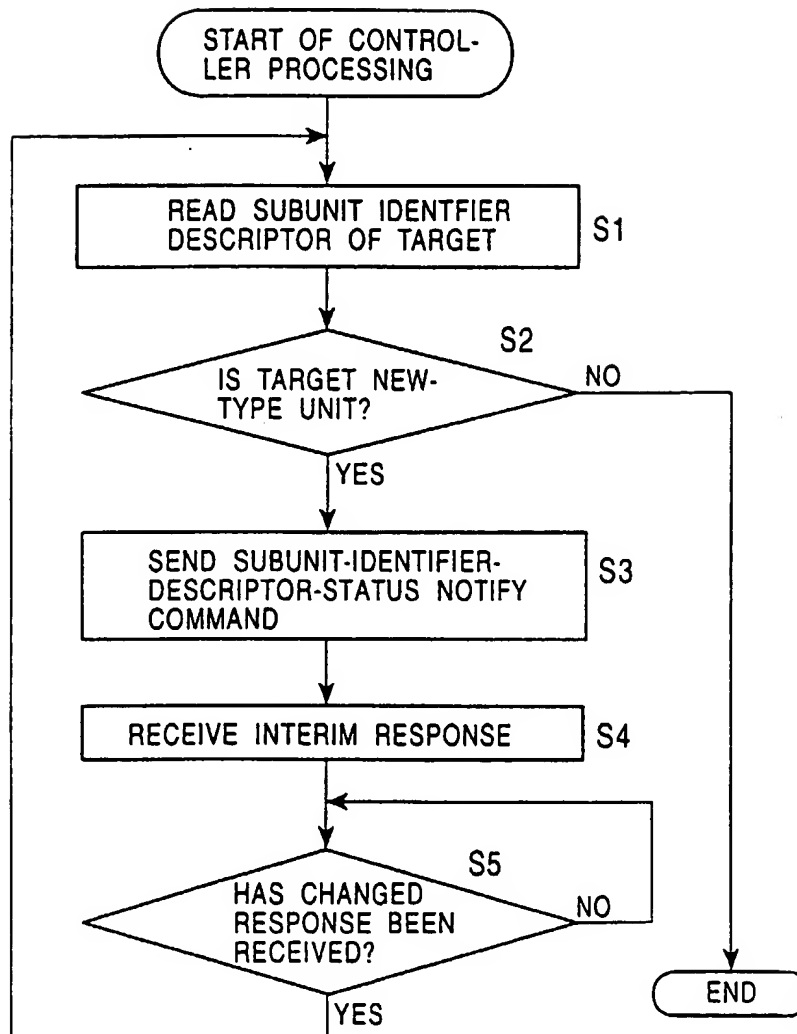 START OF CONTROL-
LER PROCESSING
READ SUBUNIT IDENTFIER
DESCRIPTOR OF TARGET
S1
S2
IS TARGET NEW-
TYPE UNIT?
NO
YES
SEND SUBUNIT-IDENTIFIER-
DESCRIPTOR-STATUS NOTIFY
COMMAND
S3
RECEIVE INTERIM RESPONSE
S4
S5
HAS CHANGED
RESPONSE BEEN
RECEIVED?
NO
YES
END